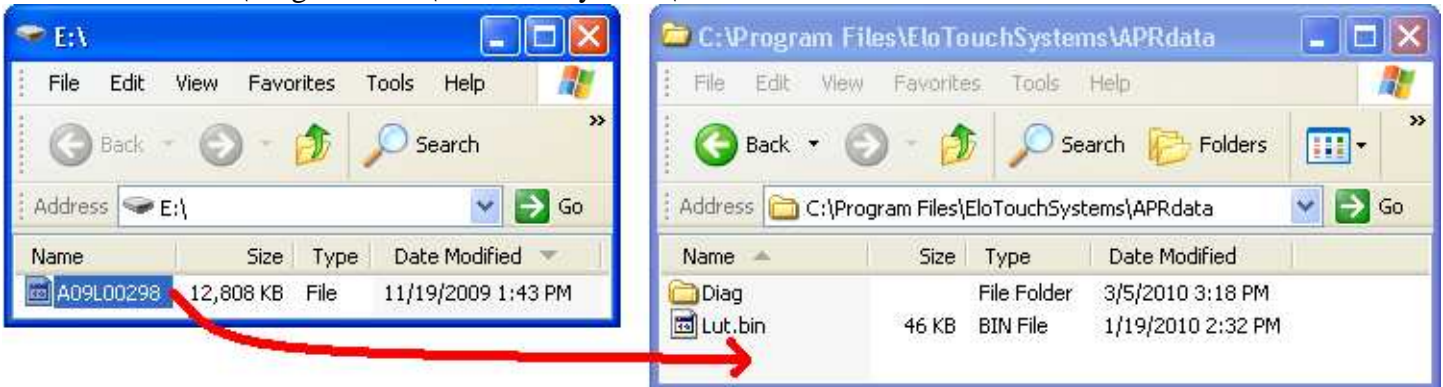 E:\
File Edit View Favorites Tools Help
Back Search »
Address E:\ Go
Name Size Type Date Modified
A09L00298 12,808 KB File 11/19/2009 1:43 PM
C:\Program Files\EloTouchSystems\APRdata
File Edit View Favorites Tools Help
Back Search Folders »
Address C:\Program Files\EloTouchSystems\APRdata Go
Name Size Type Date Modified
Diag File Folder 3/5/2010 3:18 PM
Lut.bin 46 KB BIN File 1/19/2010 2:32 PM